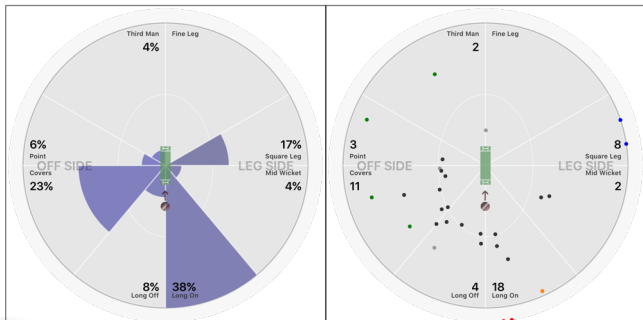 Third Man
Fine Leg
4%
6%
Point
OFF SIDE
Covers
23%
17%
LEG SIDE
Square Leg
Mid Wicket
4%
8%
Long Off
38%
Long On
Third Man
Fine Leg
2
3
Point
OFF SIDE
Covers
11
8
LEG SIDE
Square Leg
Mid Wicket
2
4
Long Off
18
Long On